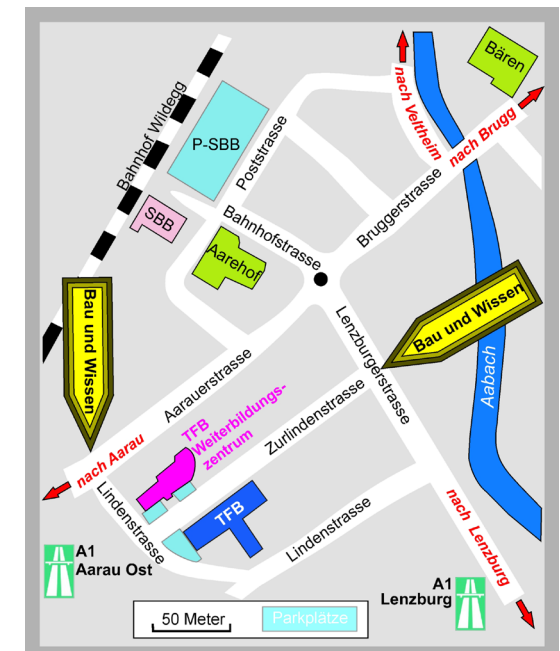 Bären
nach Veltheim
nach Brugg
Bahnhof Wildegg
P-SBB
Poststrasse
SBB
Bahnhofstrasse
Bruggerstrasse
Aarehof
Bau und Wissen
Bau und Wissen
Lenzburgerstrasse
Aabach
Aarauerstrasse
TFB
Weiterbildungs-
zentrum
Zurlindenstrasse
nach Aarau
Lindenstrasse
TFB
Lindenstrasse
nach Lenzburg
A1
Aarau Ost
A1
Lenzburg
50 Meter
Parkplätze